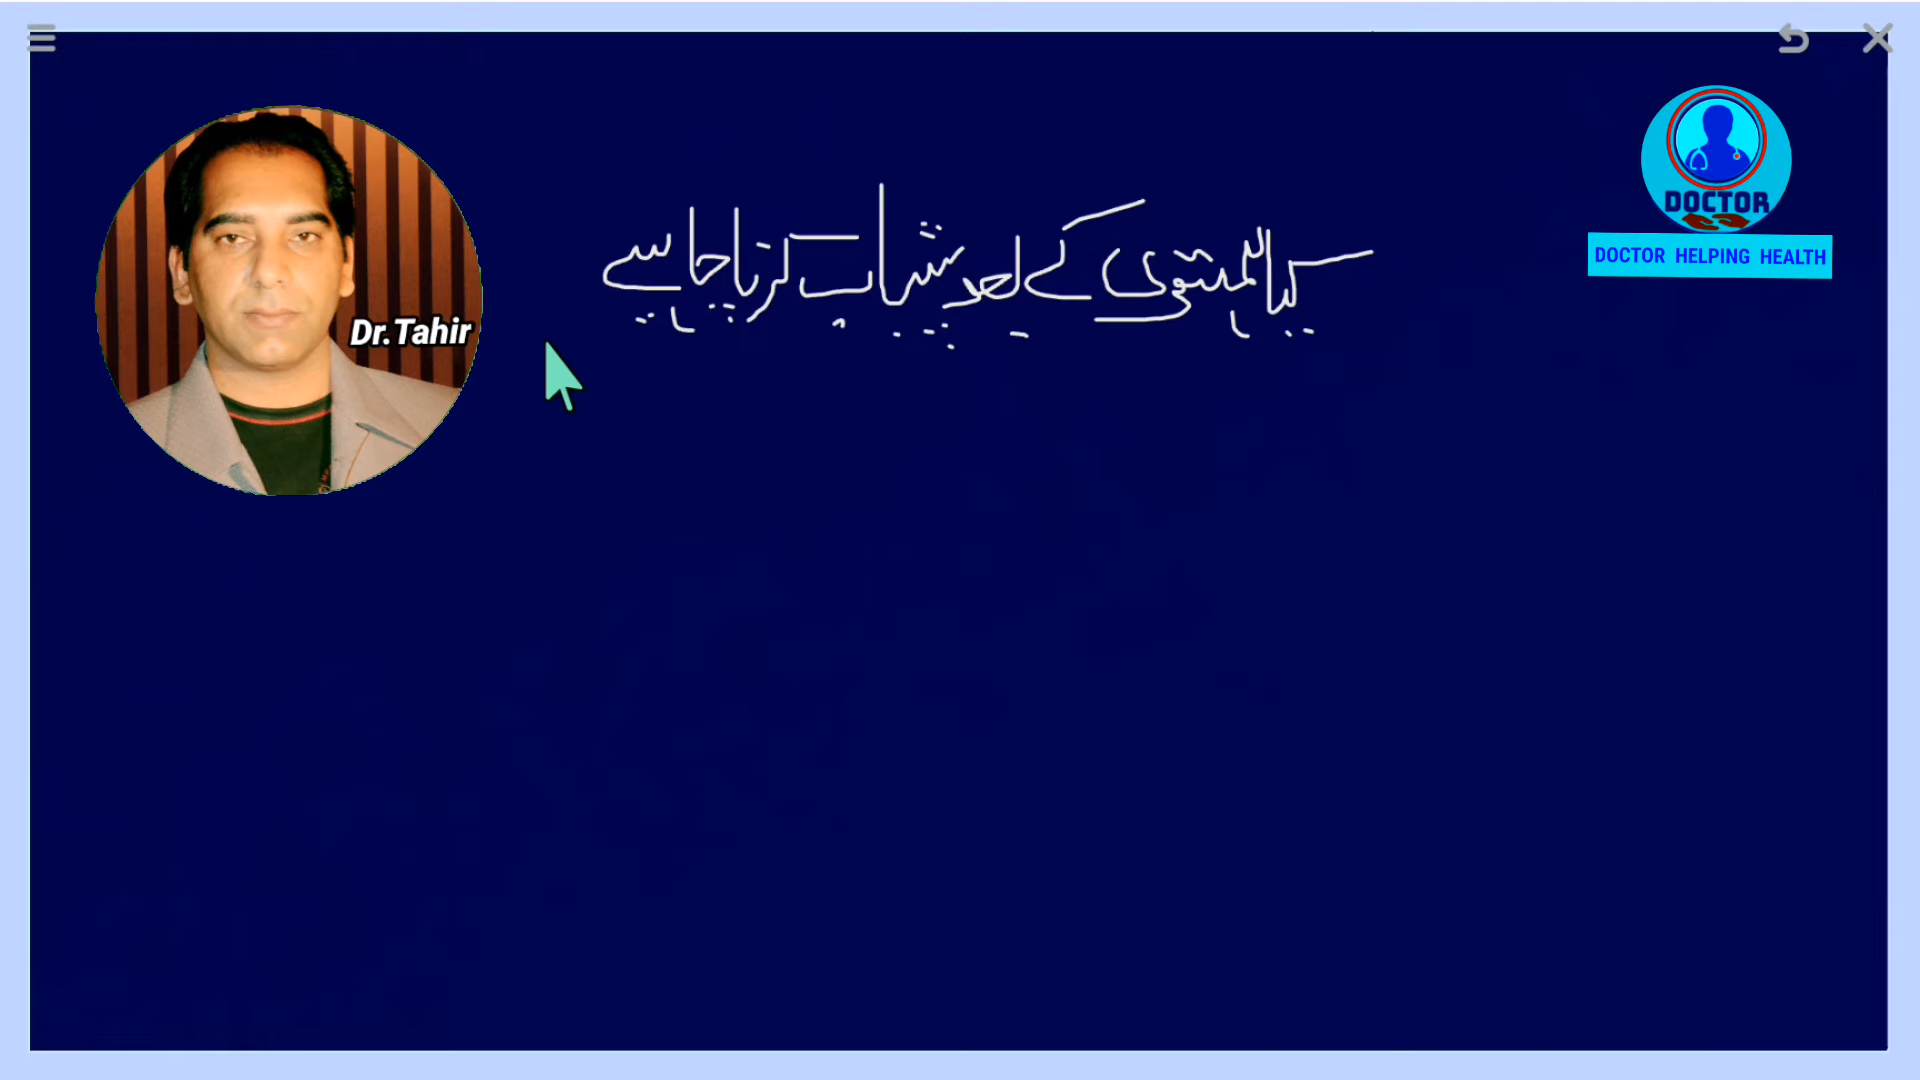 DOCTOR
DOCTOR HELPING HEALTH
کیا ہمبستری کے بعد پیشاب کرنا چاہیے
Dr.Tahir